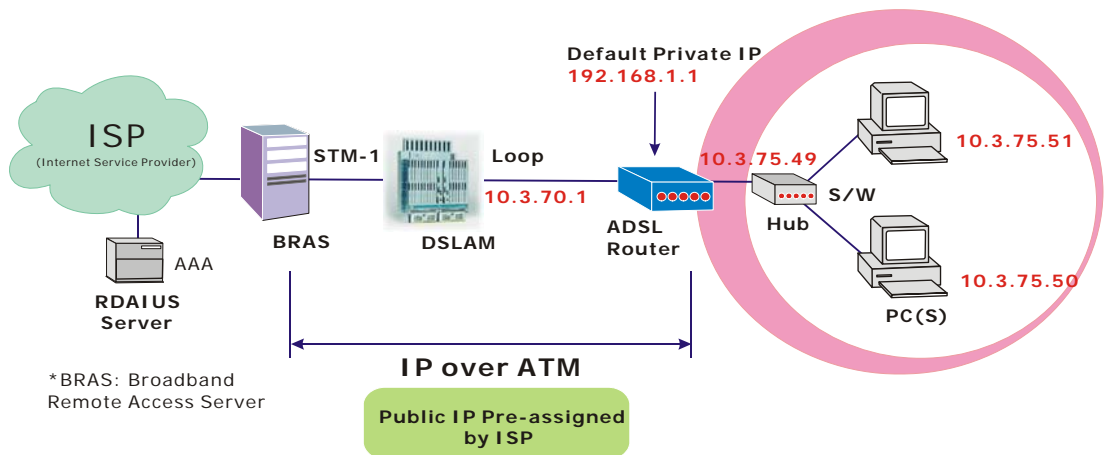 Default Private IP
192.168.1.1
ISP
(Internet Service Provider)
STM-1
Loop
10.3.75.49
10.3.75.51
10.3.70.1
S/W
Hub
BRAS
DSLAM
ADSL
Router
AAA
RDAIUS
Server
10.3.75.50
PC(S)
IP over ATM
*BRAS: Broadband
Remote Access Server
Public IP Pre-assigned
by ISP